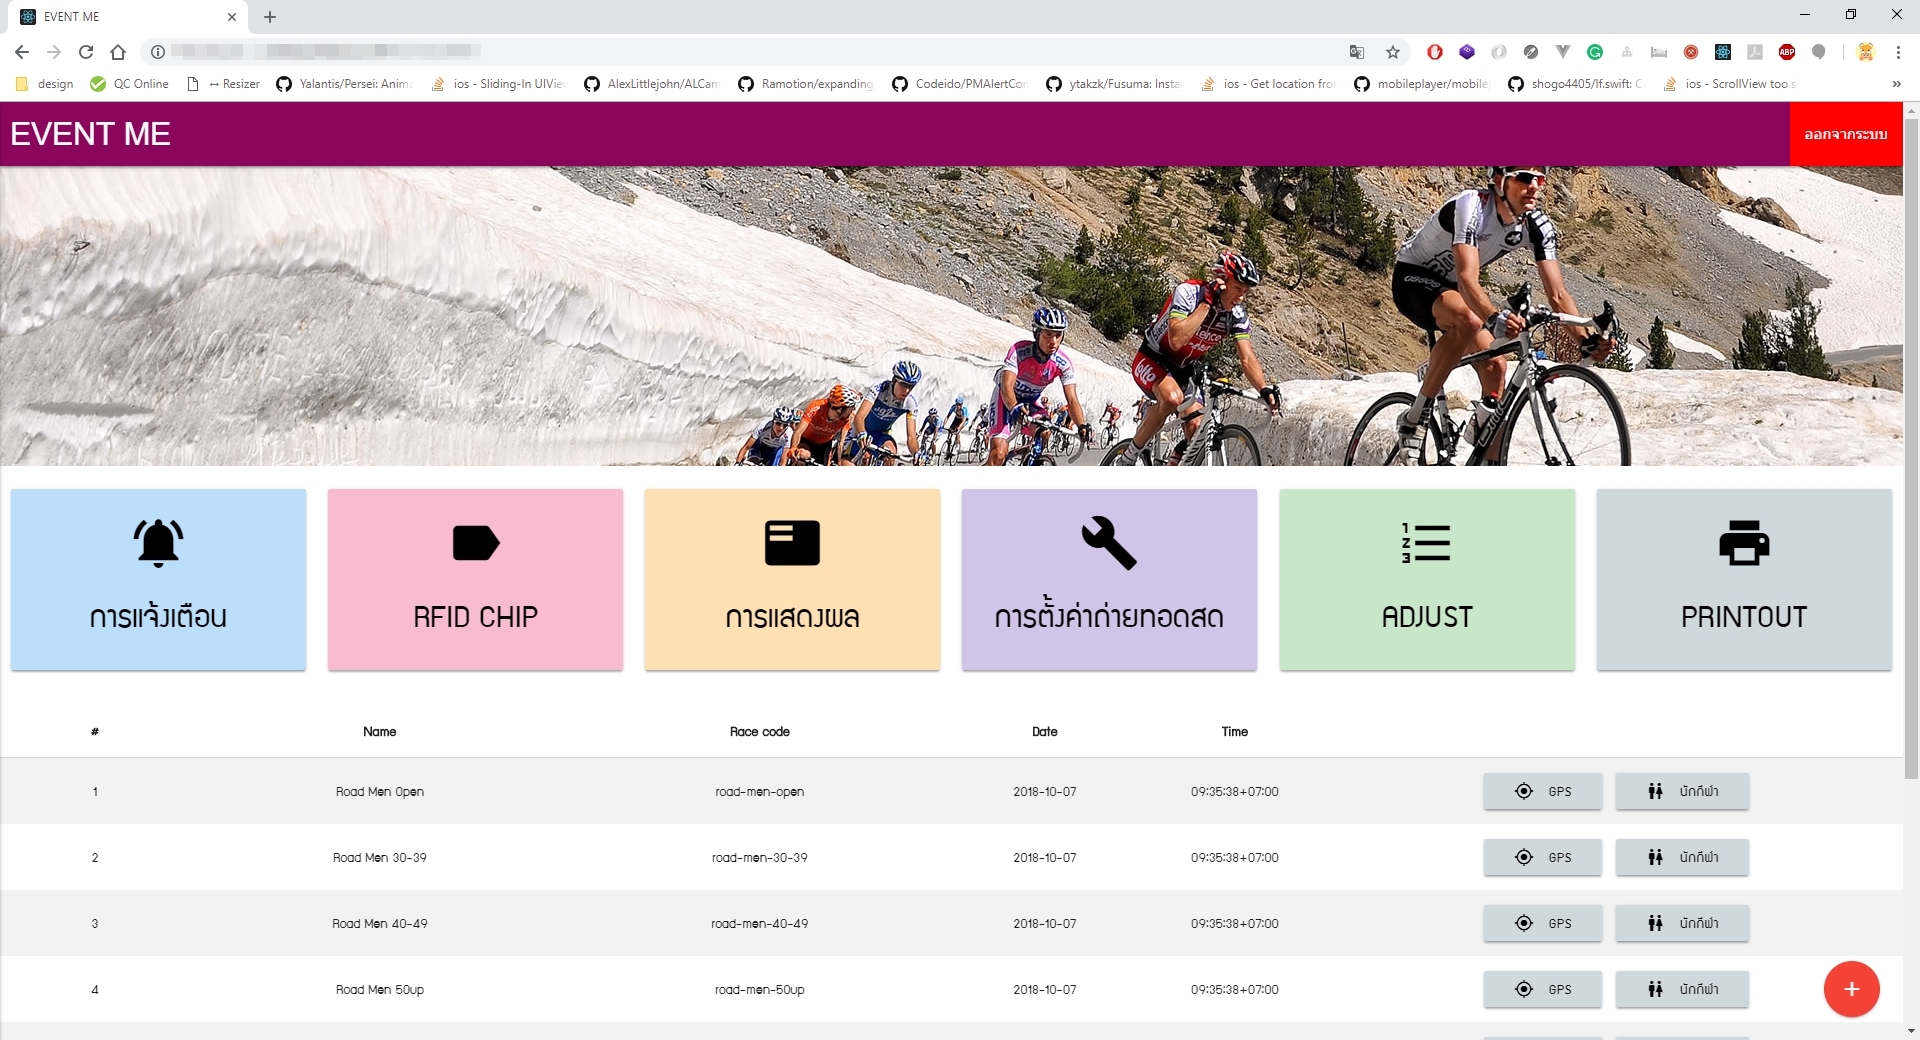 EVENT ME
design
QC Online
↔ Resizer
Yalantis/Persei: Anima
ios - Sliding-In UIView
AlexLittlejohn/ALCam
Ramotion/expanding
Codeido/PMAlertCon
ytakzk/Fusuma: Insta
ios - Get location from
mobileplayer/mobilep
shogo4405/lf.swift: C
ios - ScrollView too s
»
EVENT ME
ออกจากระบบ
การแจ้งเตือน
RFID CHIP
การแสดงผล
การตั้งค่าถ่ายทอดสด
ADJUST
PRINTOUT
# Name Race code Date Time
1 Road Men Open road-men-open 2018-10-07 09:35:38+07:00 GPS นักกีฬา
2 Road Men 30-39 road-men-30-39 2018-10-07 09:35:38+07:00 GPS นักกีฬา
3 Road Men 40-49 road-men-40-49 2018-10-07 09:35:38+07:00 GPS นักกีฬา
4 Road Men 50up road-men-50up 2018-10-07 09:35:38+07:00 GPS นักกีฬา
+